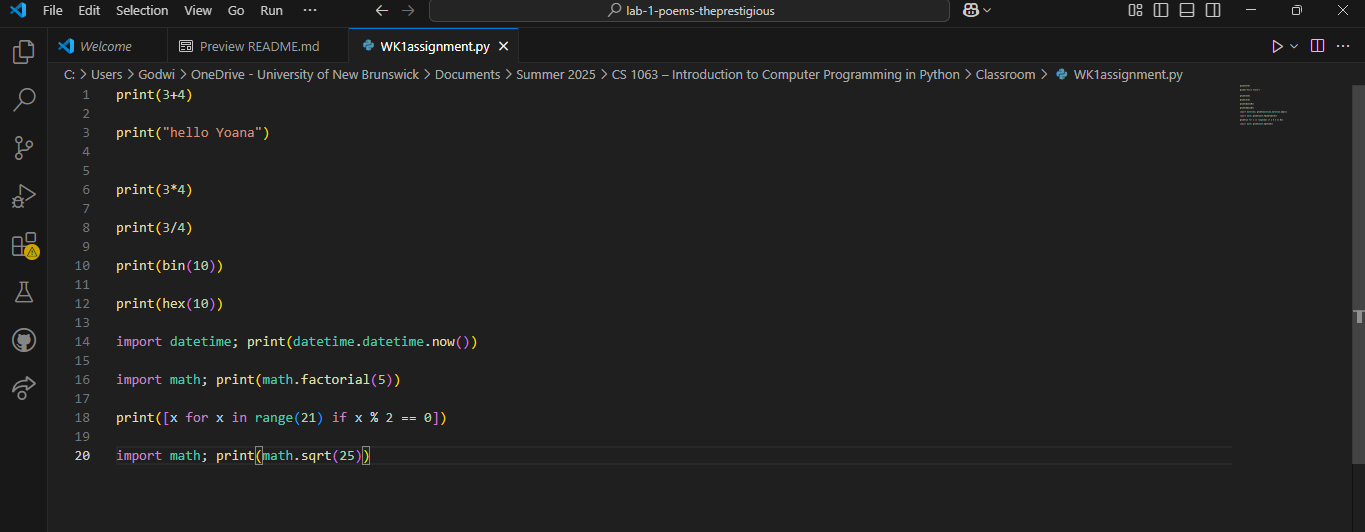 File Edit Selection View Go Run ··· lab-1-poems-theprestigious
Welcome Preview README.md WK1assignment.py
C: > Users > Godwi > OneDrive - University of New Brunswick > Documents > Summer 2025 > CS 1063 – Introduction to Computer Programming in Python > Classroom > WK1assignment.py
1 print(3+4)
2
3 print("hello Yoana")
4
5
6 print(3*4)
7
8 print(3/4)
9
10 print(bin(10))
11
12 print(hex(10))
13
14 import datetime; print(datetime.datetime.now())
15
16 import math; print(math.factorial(5))
17
18 print([x for x in range(21) if x % 2 == 0])
19
20 import math; print(math.sqrt(25))